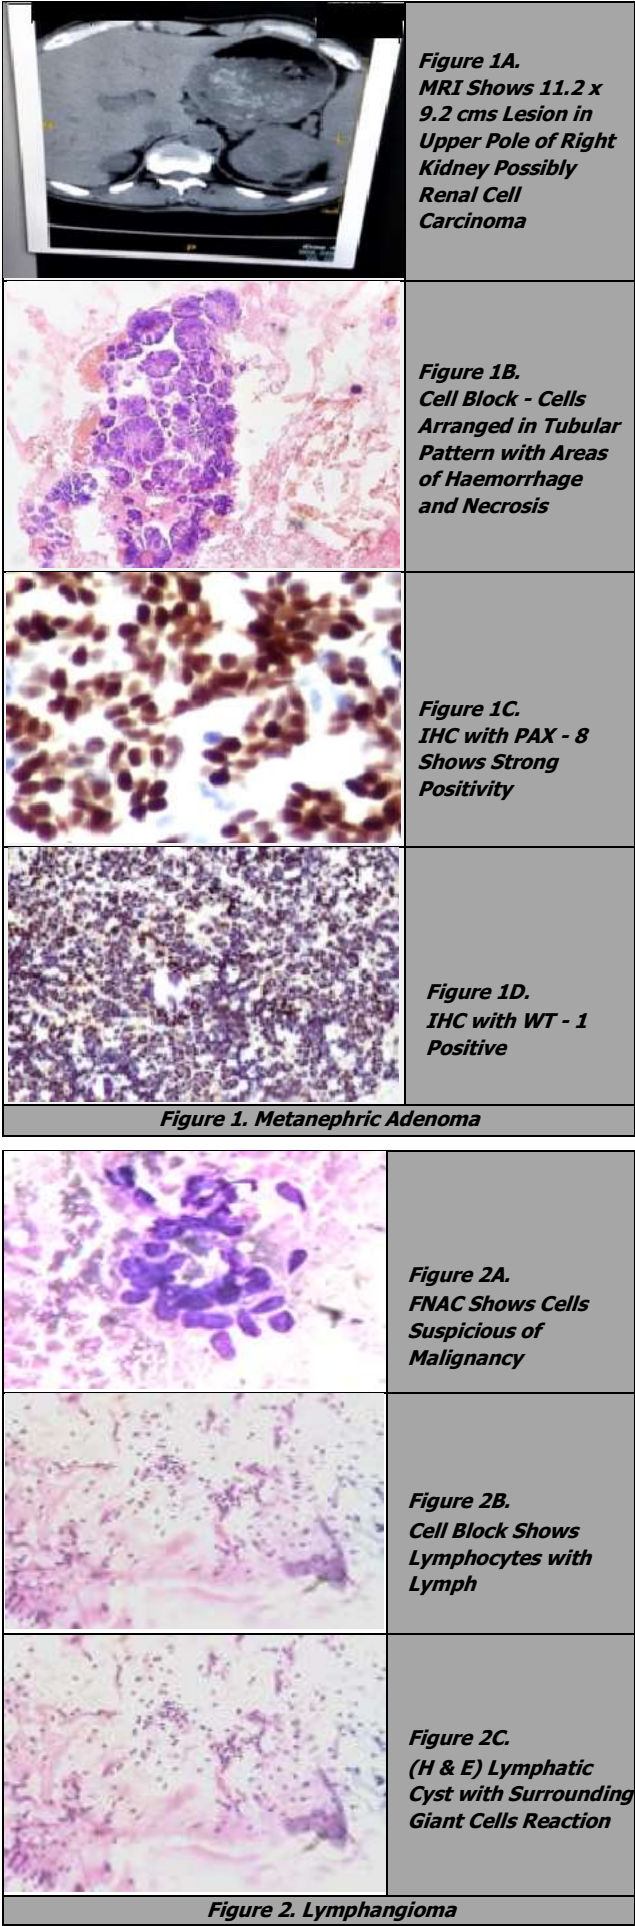 Figure 1A.
MRI Shows 11.2 x
9.2 cms Lesion in
Upper Pole of Right
Kidney Possibly
Renal Cell
Carcinoma
Figure 1B.
Cell Block - Cells
Arranged in Tubular
Pattern with Areas
of Haemorrhage
and Necrosis
Figure 1C.
IHC with PAX - 8
Shows Strong
Positivity
Figure 1D.
IHC with WT - 1
Positive
Figure 1. Metanephric Adenoma
Figure 2A.
FNAC Shows Cells
Suspicious of
Malignancy
Figure 2B.
Cell Block Shows
Lymphocytes with
Lymph
Figure 2C.
(H & E) Lymphatic
Cyst with Surrounding
Giant Cells Reaction
Figure 2. Lymphangioma